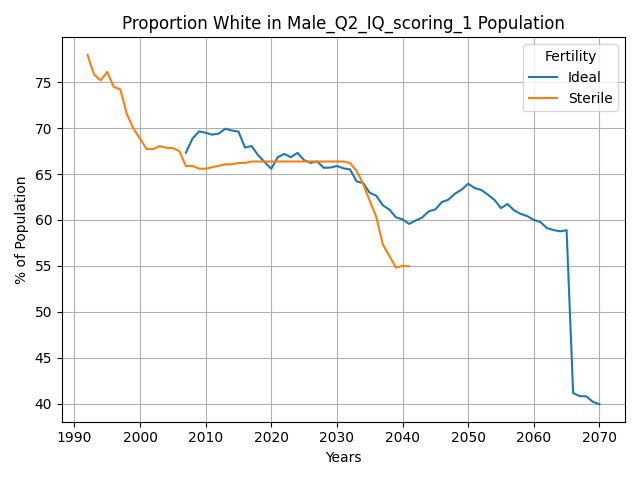 Proportion White in Male_Q2_IQ_scoring_1 Population
Fertility
Ideal
Sterile
% of Population
75
70
65
60
55
50
45
40
1990 2000 2010 2020 2030 2040 2050 2060 2070
Years